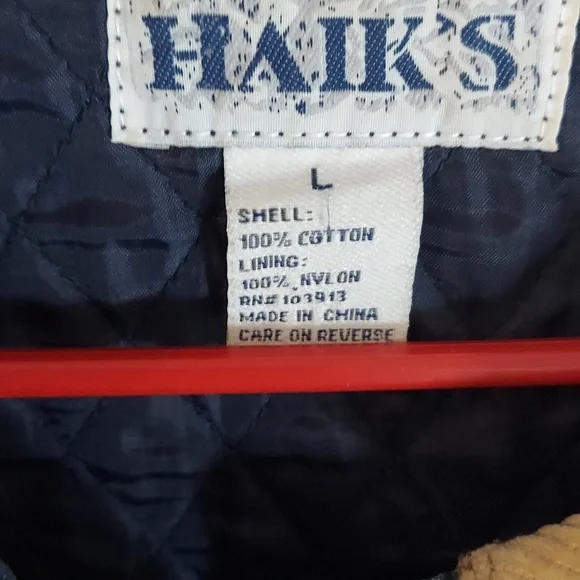 HAIK'S
L
SHELL:
100% COTTON
LINING:
100% NYLON
RN# 103913
MADE IN CHINA
CARE ON REVERSE